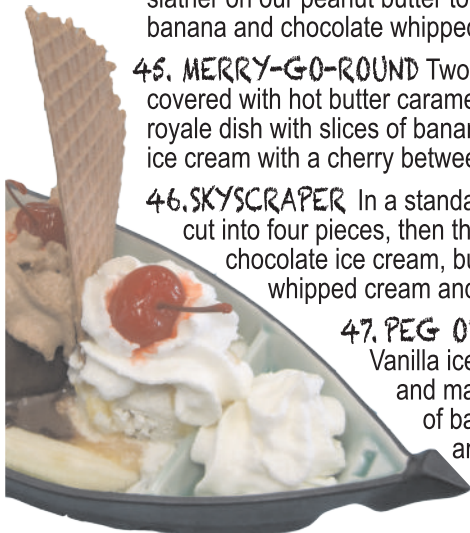 slather on our peanut butter to
banana and chocolate whipped
45. MERRY-GO-ROUND Two
covered with hot butter carame
royale dish with slices of banan
ice cream with a cherry betwee
46. SKYSCRAPER In a standa
cut into four pieces, then th
chocolate ice cream, bu
whipped cream and
47. PEG O'
Vanilla ice
and ma
of ba
an